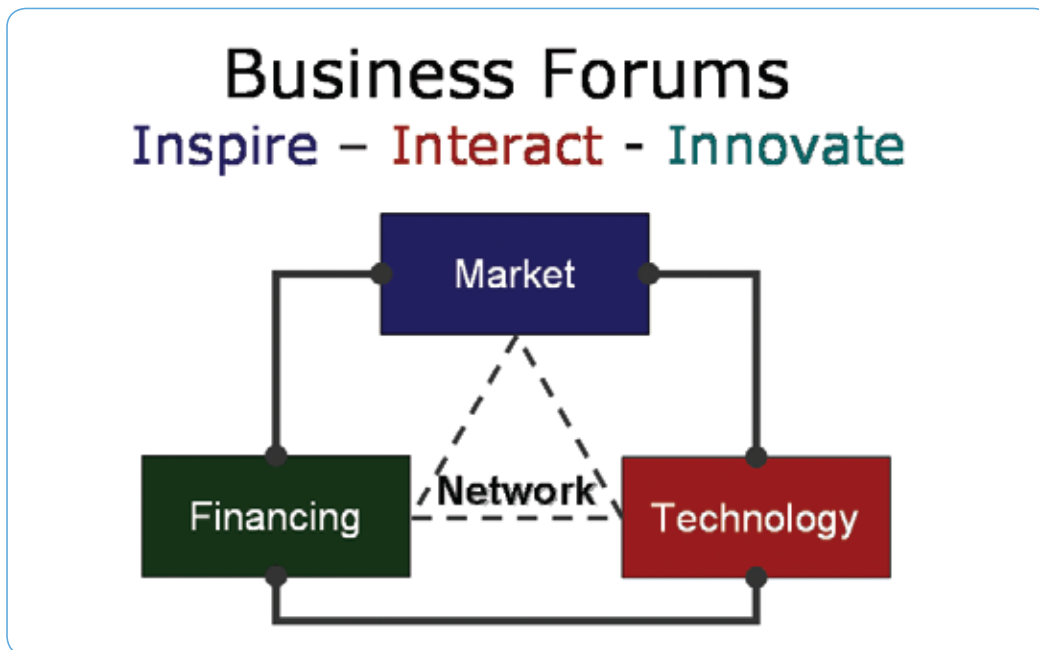 Business Forums
Inspire – Interact - Innovate
Market
Network
Financing
Technology